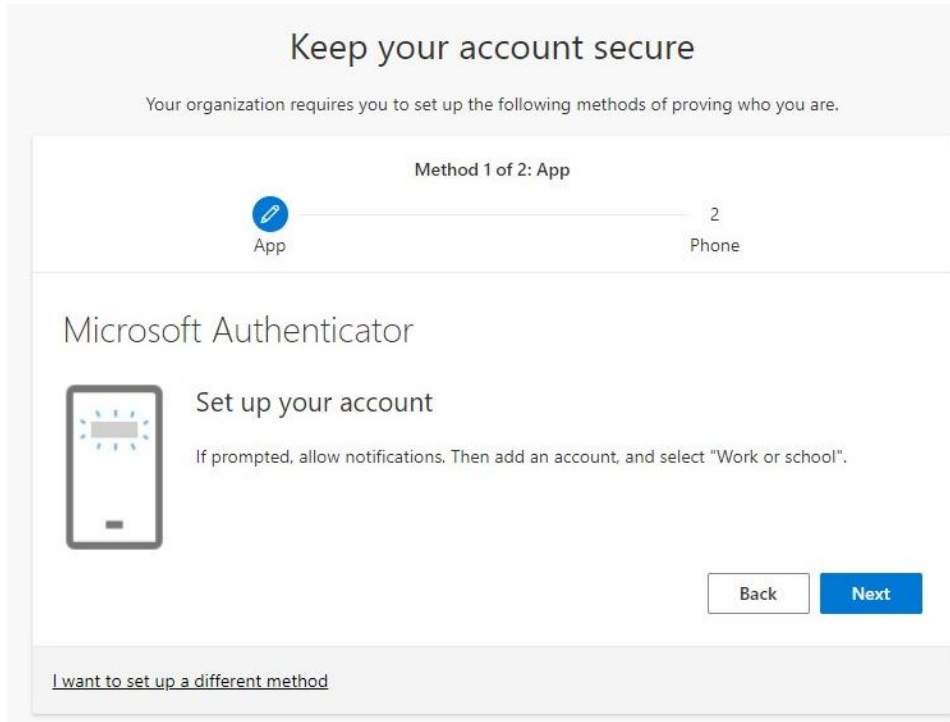 Keep your account secure
Your organization requires you to set up the following methods of proving who you are.
Method 1 of 2: App
2
App
Phone
Microsoft Authenticator
Set up your account
If prompted, allow notifications. Then add an account, and select "Work or school".
Back
Next
I want to set up a different method